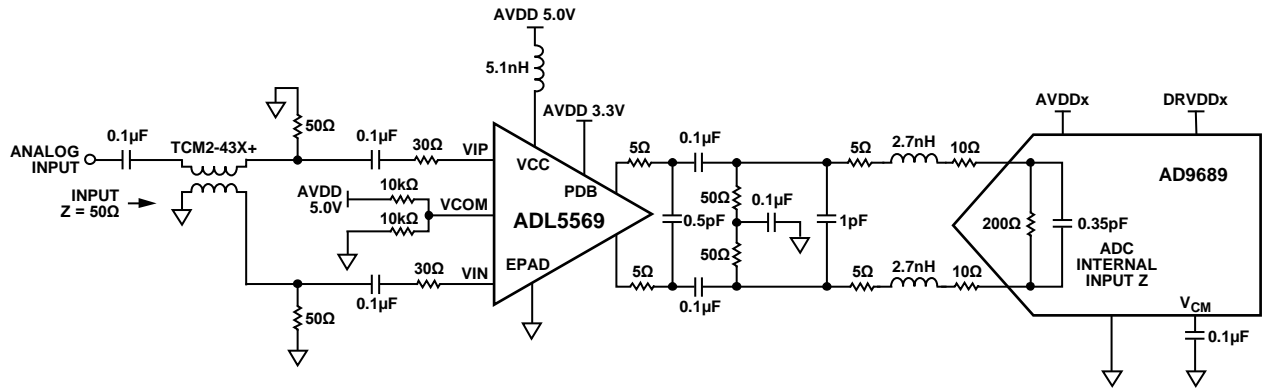 AVDD 5.0V
5.1nH
AVDD 3.3V
AVDDx
DRVDDx
50Ω
0.1µF
TCM2-43X+
0.1µF
30Ω
VIP
ANALOG
INPUT
VCC
PDB
5Ω
0.1µF
5Ω
2.7nH
10Ω
AD9689
INPUT
Z = 50Ω
AVDD
5.0V
10kΩ
10kΩ
VCOM
ADL5569
0.5pF
50Ω
0.1µF
50Ω
1pF
200Ω
0.35pF
ADC
INTERNAL
INPUT Z
30Ω
VIN
EPAD
0.1µF
5Ω
0.1µF
5Ω
2.7nH
10Ω
50Ω
VCM
0.1µF